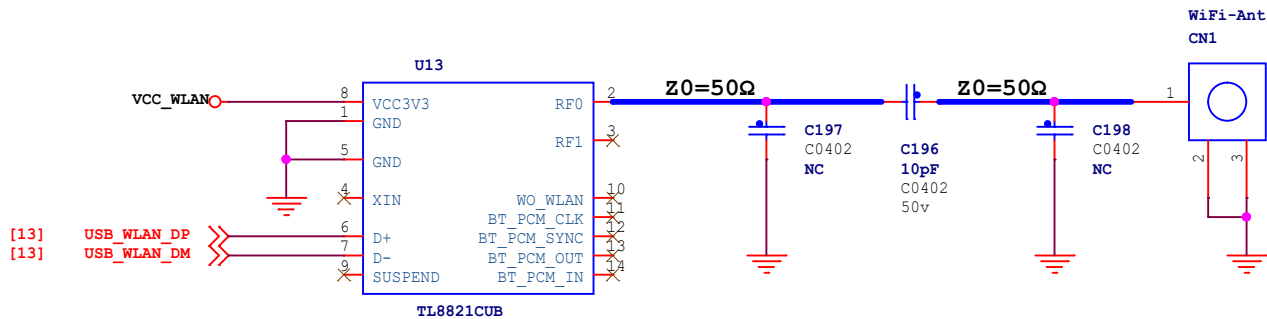 WiFi-Ant
CN1
U13
Z0=50Ω
Z0=50Ω
VCC_WLAN
8
VCC3V3
RF0
2
1
1
GND
RF1
3
C197
C0402
NC
C196
10pF
C0402
50v
C198
C0402
NC
2
3
5
GND
4
XIN
WO_WLAN
10
BT_PCM_CLK
11
[13]
USB_WLAN_DP
6
D+
BT_PCM_SYNC
12
[13]
USB_WLAN_DM
7
D-
BT_PCM_OUT
13
9
SUSPEND
BT_PCM_IN
14
TL8821CUB